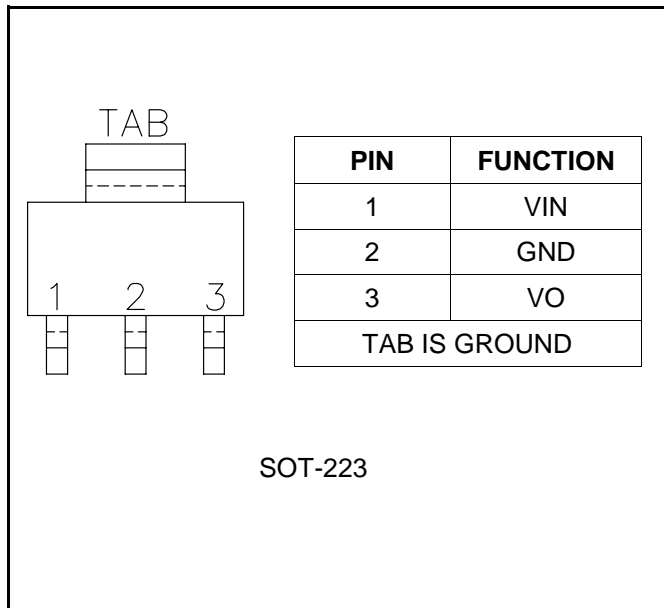 TAB
1 2 3
PIN FUNCTION
1 VIN
2 GND
3 VO
TAB IS GROUND
SOT-223